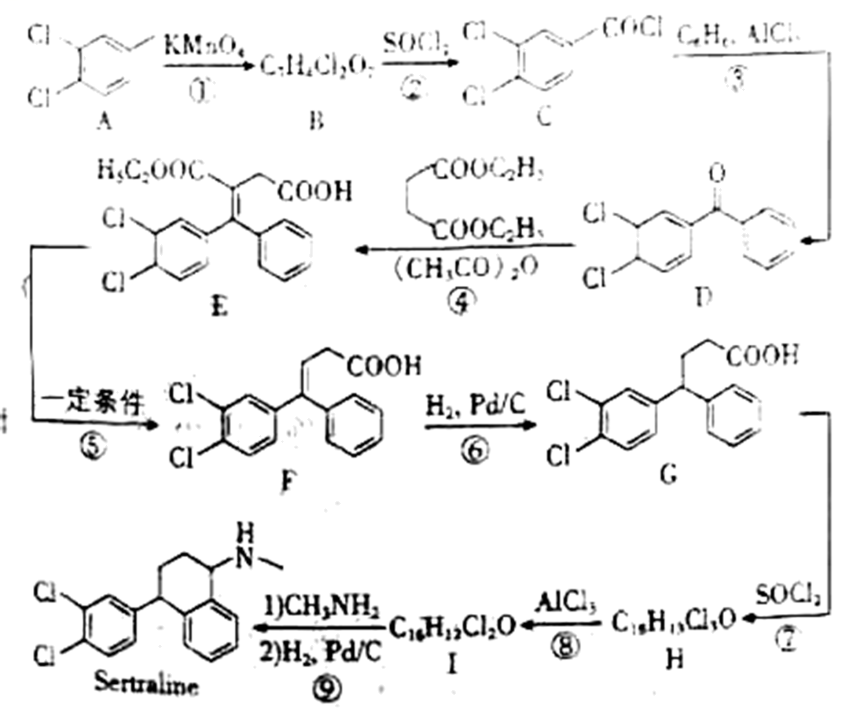 Cl
Cl
A
KMnO₄
①
C₇H₄Cl₂O₂
B
SOCl₂
②
Cl
Cl
COCl
C
C₆H₆, AlCl₃
③
H₅C₂OOC
COOH
Cl
Cl
E
COOC₂H₅
COOC₂H₅
(CH₃CO)₂O
④
O
Cl
Cl
D
一定条件
⑤
Cl
Cl
COOH
F
H₂, Pd/C
⑥
Cl
Cl
COOH
G
H
N
Cl
Cl
Sertraline
1)CH₃NH₂
2)H₂, Pd/C
⑨
C₁₆H₁₂Cl₂O
I
AlCl₃
⑧
C₁₆H₁₃Cl₃O
H
SOCl₂
⑦